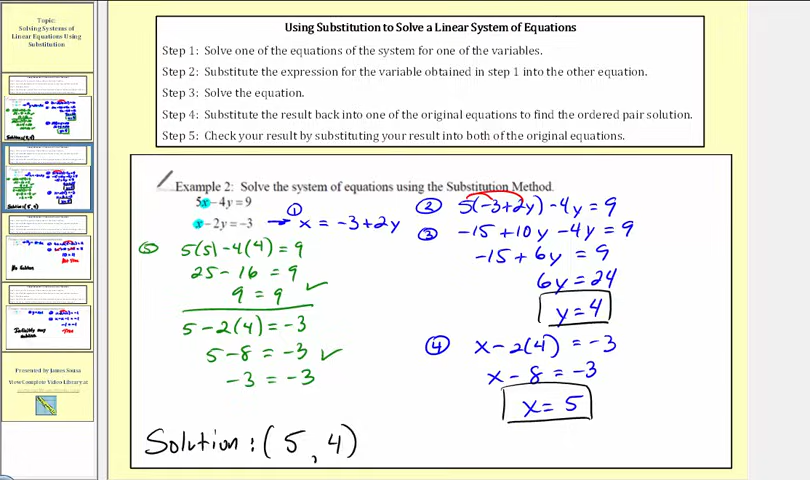 Topic:
Solving Systems of
Linear Equations Using
Substitution
Presented by James Sousa
View Complete Video Library at
Using Substitution to Solve a Linear System of Equations
Step 1: Solve one of the equations of the system for one of the variables.
Step 2: Substitute the expression for the variable obtained in step 1 into the other equation.
Step 3: Solve the equation.
Step 4: Substitute the result back into one of the original equations to find the ordered pair solution.
Step 5: Check your result by substituting your result into both of the original equations.
Example 2: Solve the system of equations using the Substitution Method.
5x-4y=9
x-2y=-3
① → x = -3+2y
② 5(-3+2y)-4y=9
③ -15+10y-4y=9
-15+6y=9
6y=24
y=4
④ x-2(4)=-3
x-8=-3
x=5
⑤ 5(5)-4(4)=9
25-16=9
9=9 ✓
5-2(4)=-3
5-8=-3 ✓
-3=-3
Solution: (5, 4)